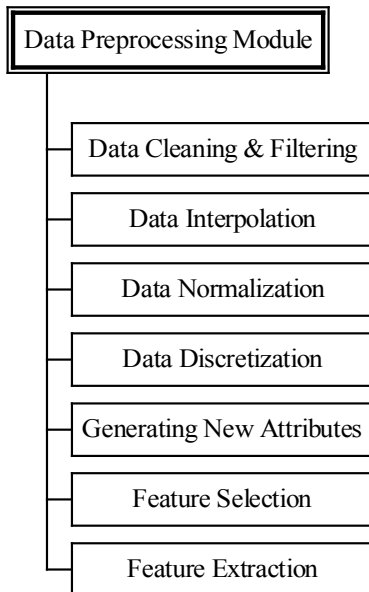 Data Preprocessing Module
Data Cleaning & Filtering
Data Interpolation
Data Normalization
Data Discretization
Generating New Attributes
Feature Selection
Feature Extraction